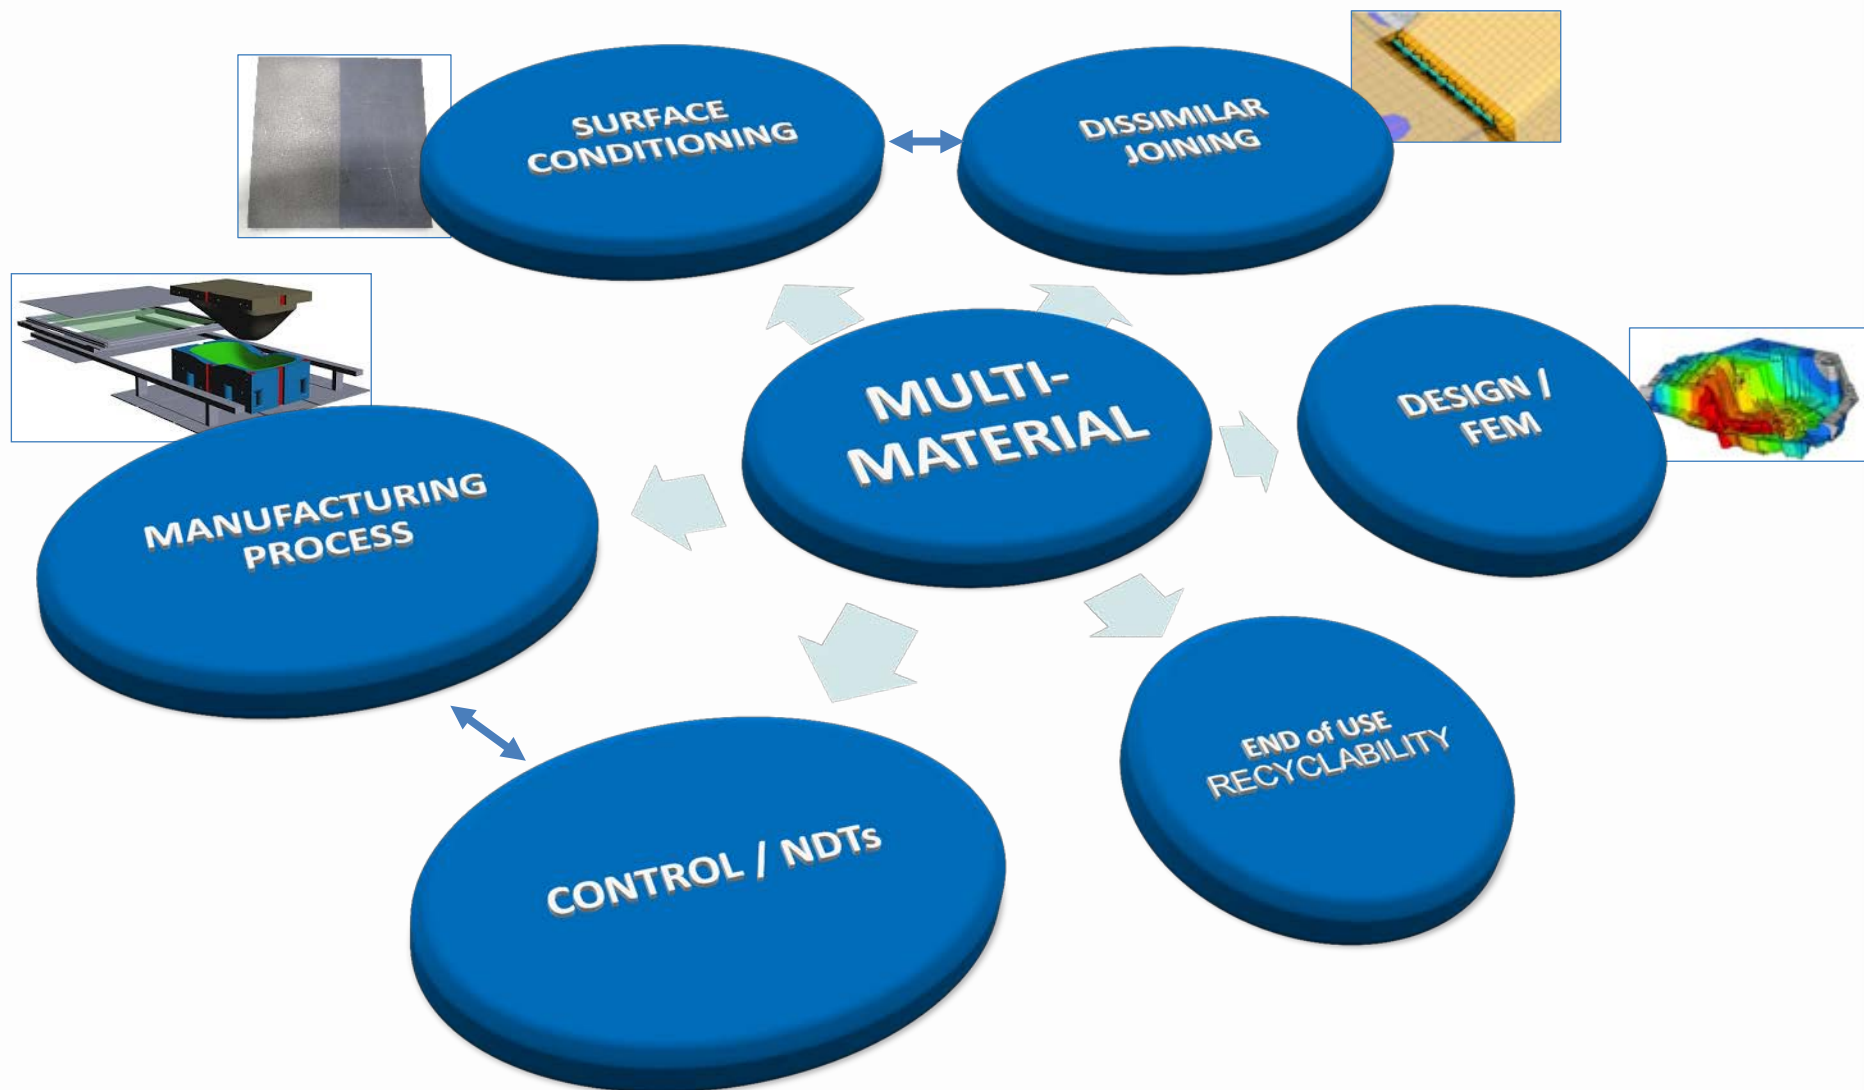 SURFACE
CONDITIONING
DISSIMILAR
JOINING
MULTI-
MATERIAL
DESIGN /
FEM
MANUFACTURING
PROCESS
END of USE
RECYCLABILITY
CONTROL / NDTs